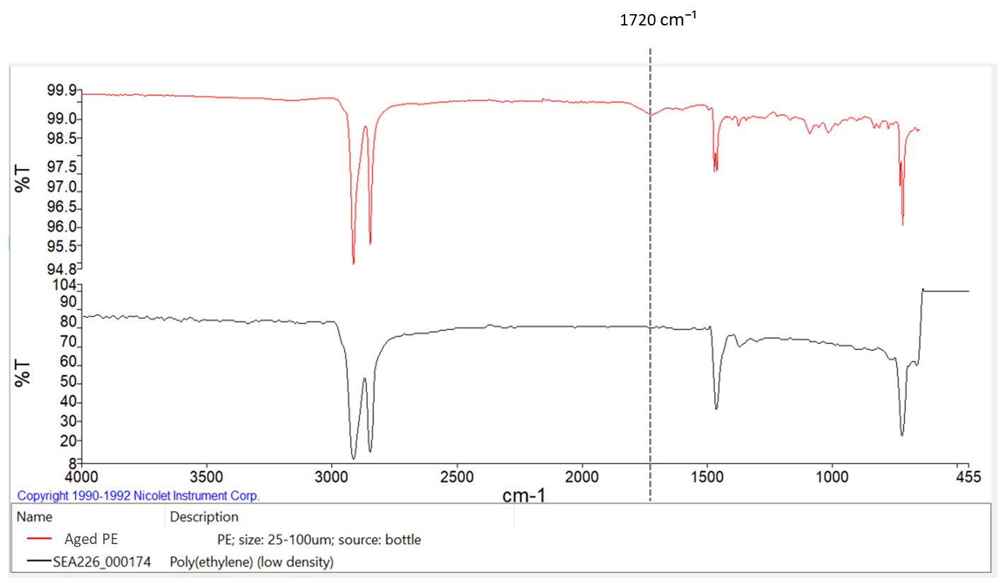 1720 cm⁻¹
99.9
99.0
98.5
97.5
97.0
96.5
96.0
95.5
94.8
%T
104
90
80
70
60
50
40
30
20
8
%T
4000 3500 3000 2500 2000 1500 1000 455
cm-1
Copyright 1990-1992 Nicolet Instrument Corp.
Name Description
Aged PE PE; size: 25-100um; source: bottle
SEA226_000174 Poly(ethylene) (low density)